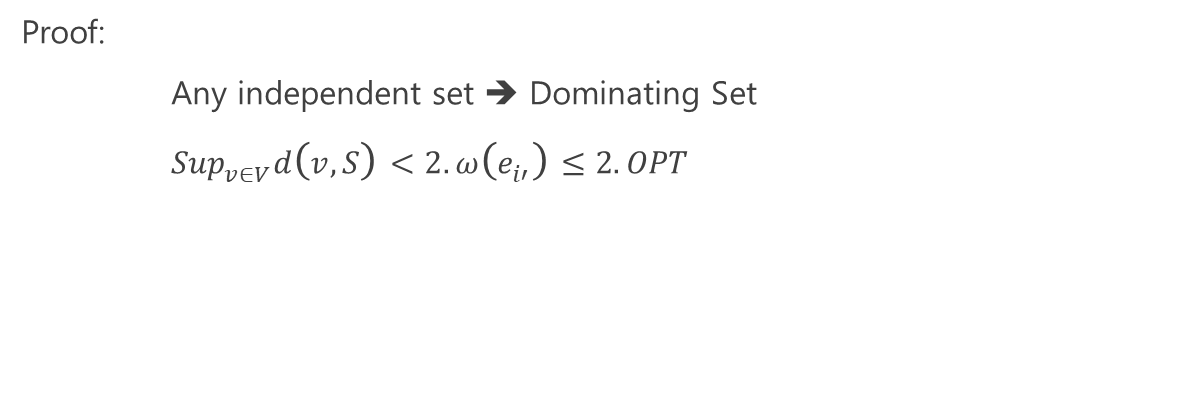 Proof:
Any independent set ➔ Dominating Set
Sup_{v∈V} d(v, S) < 2. ω(e_{i′}) ≤ 2. OPT